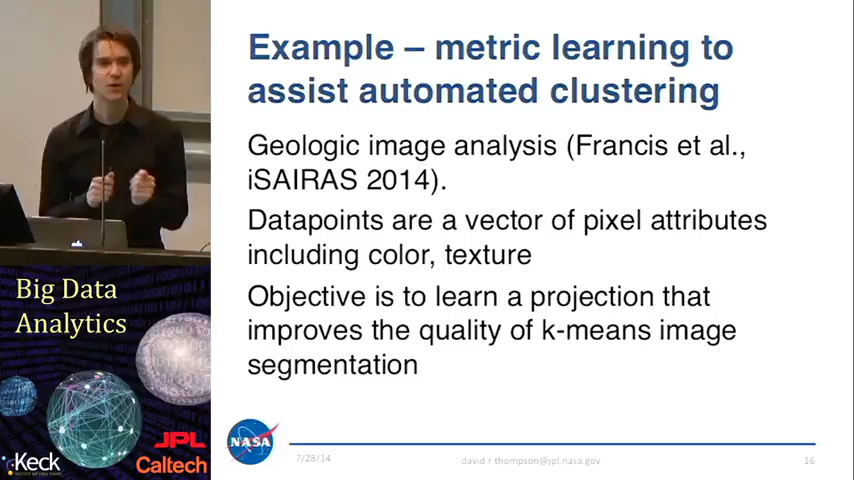 Example – metric learning to
assist automated clustering
Geologic image analysis (Francis et al.,
iSAIRAS 2014).
Datapoints are a vector of pixel attributes
including color, texture
Objective is to learn a projection that
improves the quality of k-means image
segmentation
Big Data
Analytics
JPL
Caltech
Keck
NASA
7/28/14
david.r.thompson@jpl.nasa.gov
16